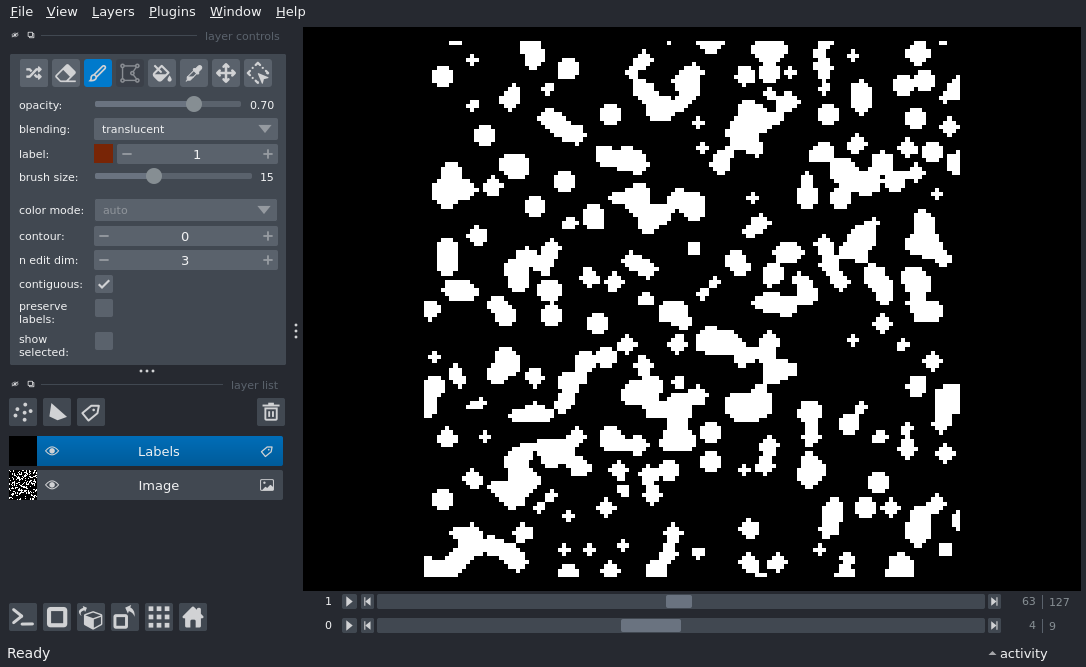 File View Layers Plugins Window Help
layer controls
opacity: 0.70
blending: translucent
label: 1
brush size: 15
color mode: auto
contour: 0
n edit dim: 3
contiguous:
preserve
labels:
show
selected:
layer list
Labels
Image
1 63 127
0 4 9
Ready activity